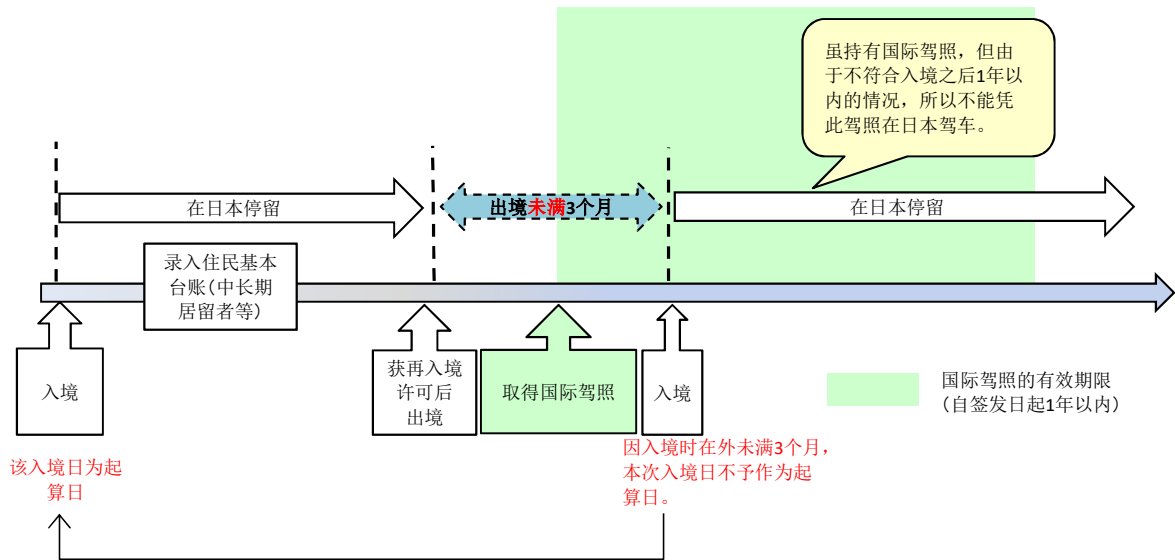 虽持有国际驾照，但由
于不符合入境之后1年以
内的情况，所以不能凭
此驾照在日本驾车。
在日本停留
出境未满3个月
在日本停留
录入住民基本
台账(中长期
居留者等)
入境
获再入境
许可后
出境
取得国际驾照
入境
国际驾照的有效期限
(自签发日起1年以内)
该入境日为起
算日
因入境时在外未满3个月，
本次入境日不予作为起
算日。